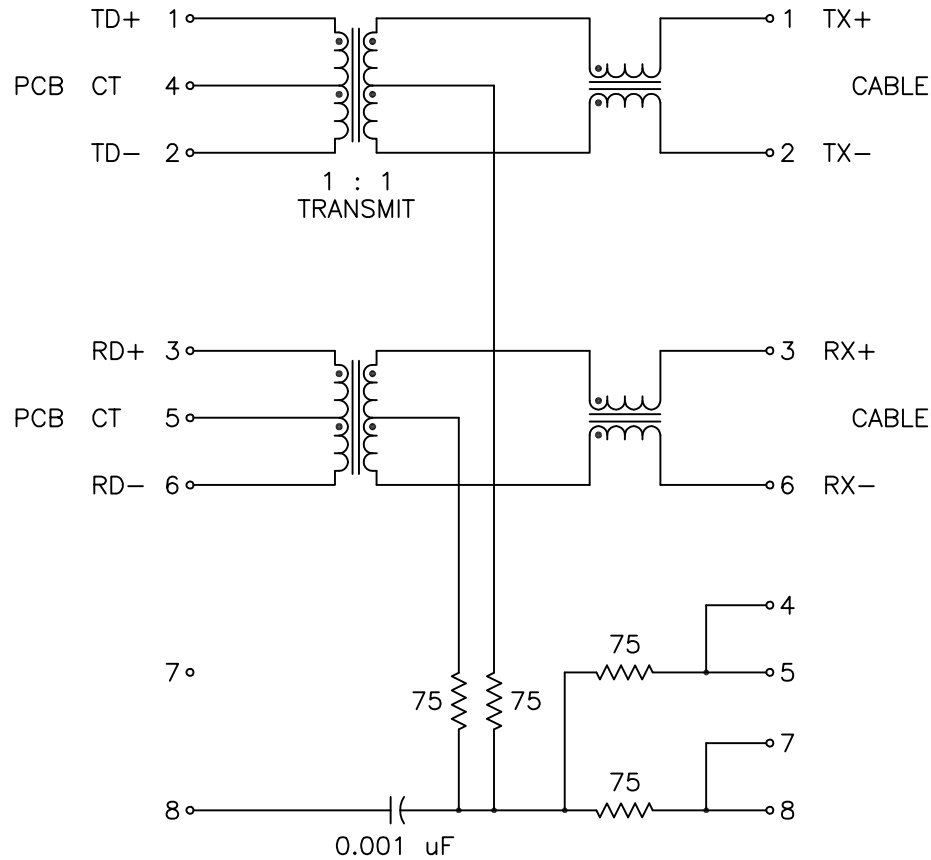 TD+ 1 1 TX+
PCB CT 4 CABLE
TD- 2 2 TX-
1 : 1
TRANSMIT
RD+ 3 3 RX+
PCB CT 5 CABLE
RD- 6 6 RX-
4
75
7 5
75 75
7
75
8 8
0.001 uF